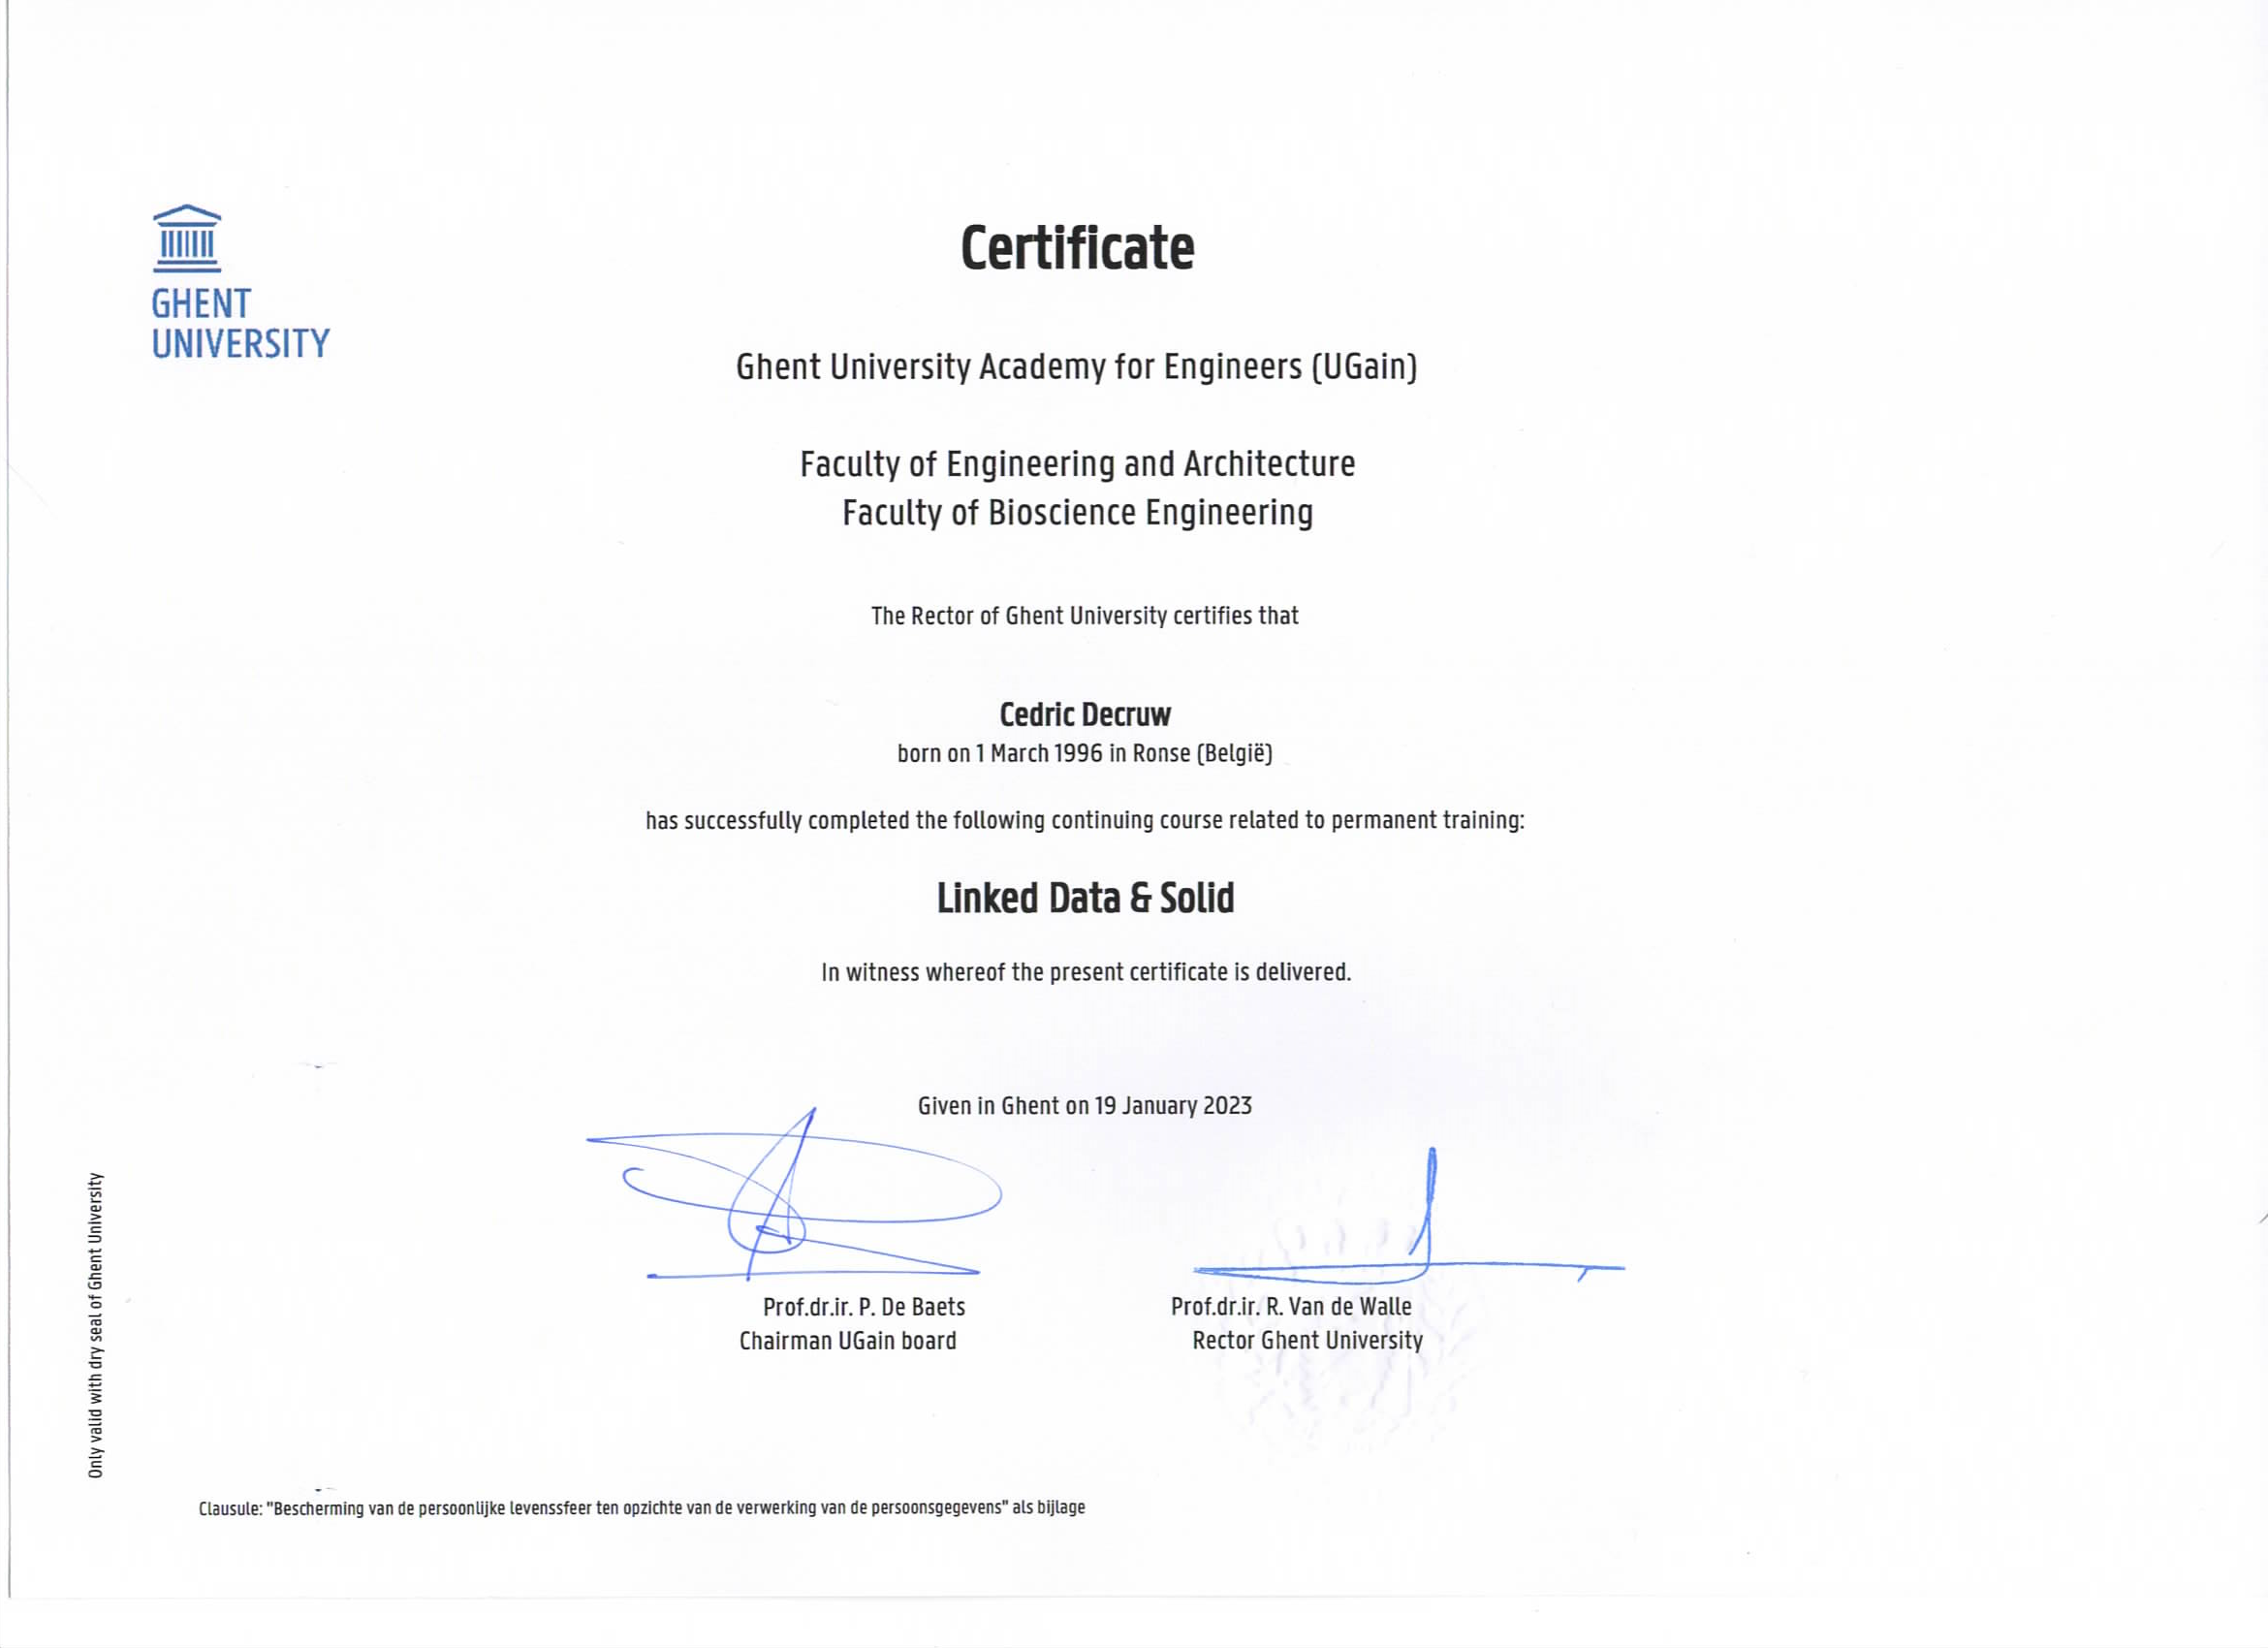 GHENT
UNIVERSITY
Certificate
Ghent University Academy for Engineers (UGain)
Faculty of Engineering and Architecture
Faculty of Bioscience Engineering
The Rector of Ghent University certifies that
Cedric Decruw
born on 1 March 1996 in Ronse (België)
has successfully completed the following continuing course related to permanent training:
Linked Data & Solid
In witness whereof the present certificate is delivered.
Given in Ghent on 19 January 2023
Prof.dr.ir. P. De Baets
Chairman UGain board
Prof.dr.ir. R. Van de Walle
Rector Ghent University
Only valid with dry seal of Ghent University
Clausule: "Bescherming van de persoonlijke levenssfeer ten opzichte van de verwerking van de persoonsgegevens" als bijlage